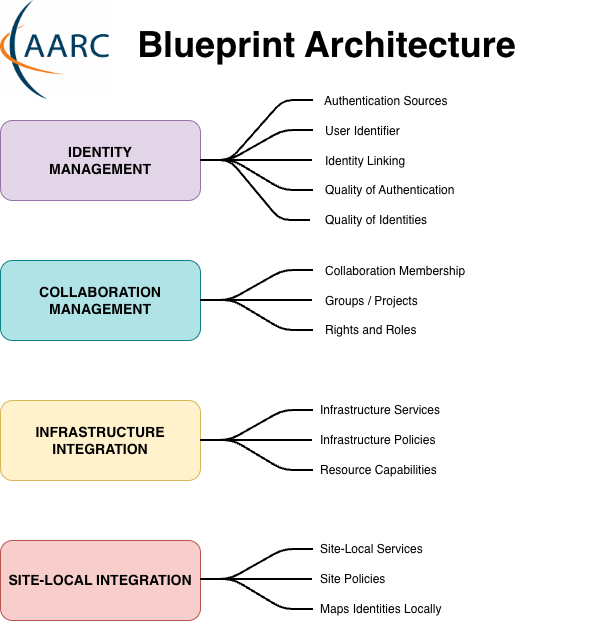 AARC
Blueprint Architecture
IDENTITY
MANAGEMENT
Authentication Sources
User Identifier
Identity Linking
Quality of Authentication
Quality of Identities
COLLABORATION
MANAGEMENT
Collaboration Membership
Groups / Projects
Rights and Roles
INFRASTRUCTURE
INTEGRATION
Infrastructure Services
Infrastructure Policies
Resource Capabilities
SITE-LOCAL INTEGRATION
Site-Local Services
Site Policies
Maps Identities Locally